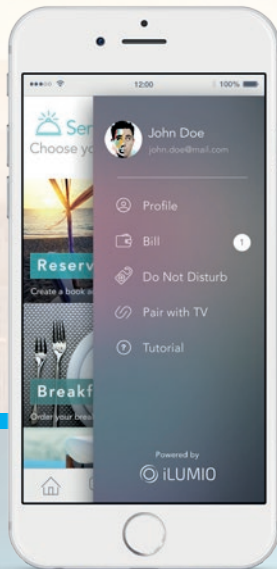 12:00
100%
Ser
Choose yo
Reserv
Create a book a
Breakf
Order your brea
John Doe
john.doe@mail.com
Profile
Bill
1
Do Not Disturb
Pair with TV
Tutorial
Powered by
iLUMIO